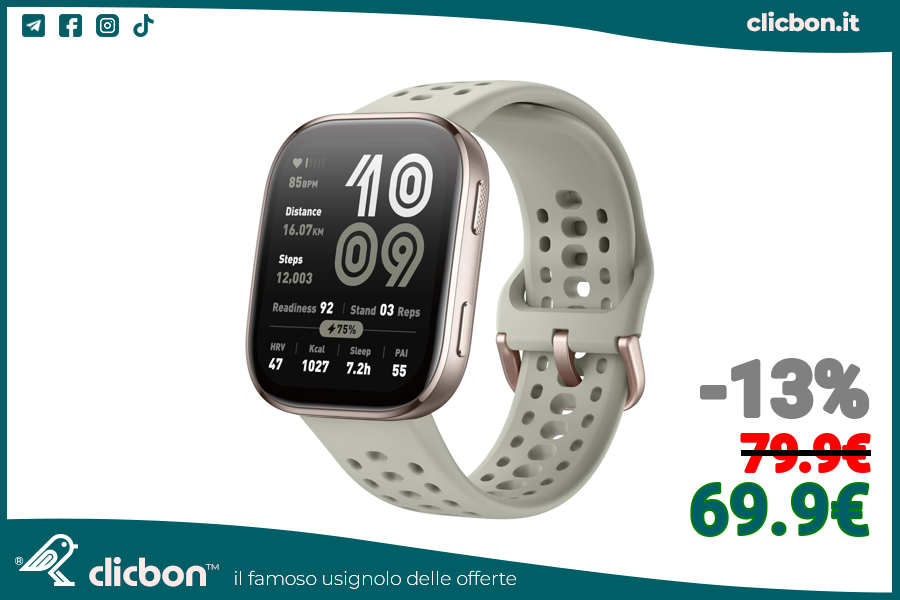 clicbon.it
85BPM
10
09
Distance
16.07KM
Steps
12,003
Readiness 92 | Stand 03 Reps
75%
HRV | Kcal | Sleep | PAI
47 1027 7.2h 55
-13%
79.9€
69.9€
® clicbon™ il famoso usignolo delle offerte